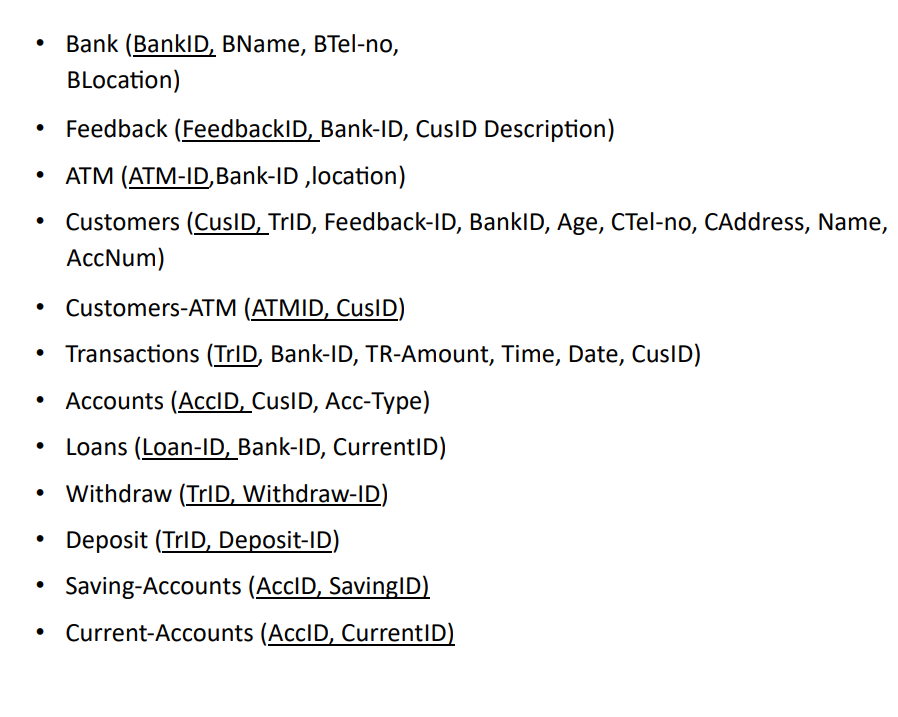 • Bank (BankID, BName, BTel-no,
BLocation)
• Feedback (FeedbackID, Bank-ID, CusID Description)
• ATM (ATM-ID,Bank-ID ,location)
• Customers (CusID, TrID, Feedback-ID, BankID, Age, CTel-no, CAddress, Name,
AccNum)
• Customers-ATM (ATMID, CusID)
• Transactions (TrID, Bank-ID, TR-Amount, Time, Date, CusID)
• Accounts (AccID, CusID, Acc-Type)
• Loans (Loan-ID, Bank-ID, CurrentID)
• Withdraw (TrID, Withdraw-ID)
• Deposit (TrID, Deposit-ID)
• Saving-Accounts (AccID, SavingID)
• Current-Accounts (AccID, CurrentID)